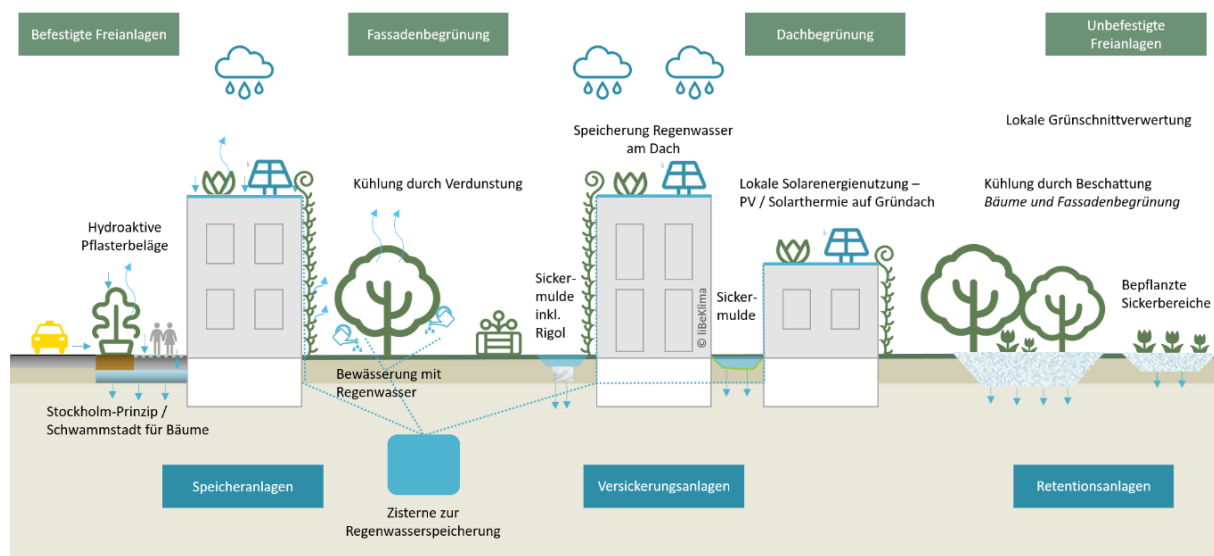 Befestigte Freianlagen
Fassadenbegrünung
Dachbegrünung
Unbefestigte
Freianlagen
Lokale Grünschnittverwertung
Speicherung Regenwasser
am Dach
Kühlung durch Verdunstung
Lokale Solarenergienutzung –
PV / Solarthermie auf Gründach
Kühlung durch Beschattung
Bäume und Fassadenbegrünung
Hydroaktive
Pflasterbeläge
Sicker-
mulde
inkl.
Rigol
© liBeKlima
Sicker-
mulde
Bepflanzte
Sickerbereiche
Bewässerung mit
Regenwasser
Stockholm-Prinzip /
Schwammstadt für Bäume
Speicheranlagen
Versickerungsanlagen
Retentionsanlagen
Zisterne zur
Regenwasserspeicherung